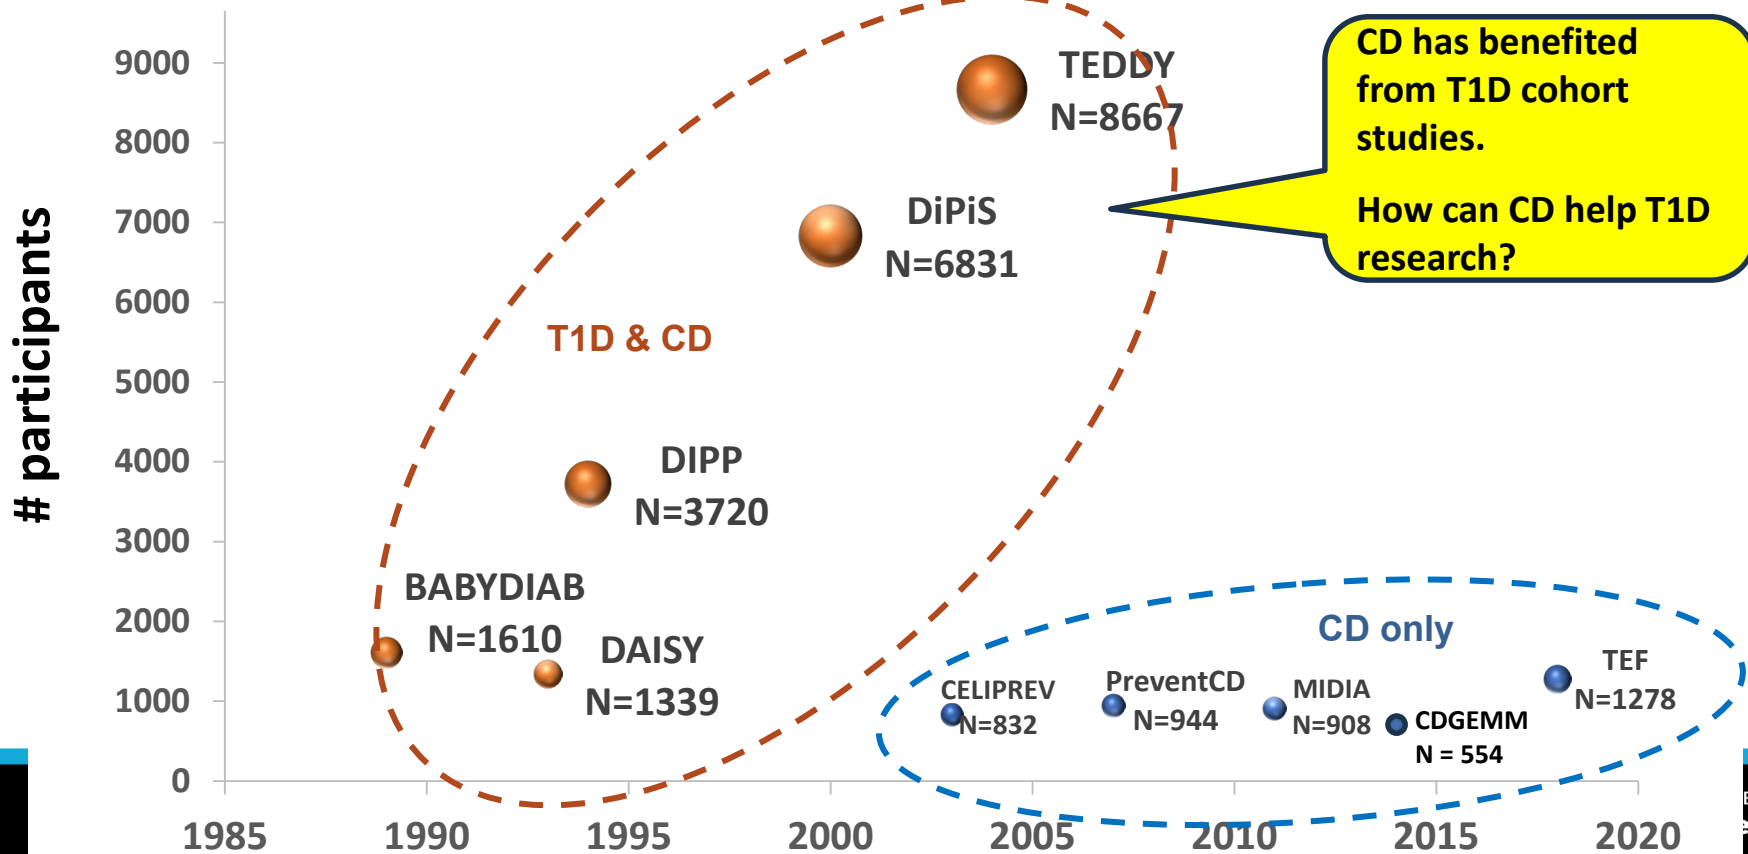 # participants
9000
8000
7000
6000
5000
4000
3000
2000
1000
0
1985
1990
1995
2000
2005
2010
2015
2020
TEDDY
N=8667
DiPiS
N=6831
T1D & CD
DIPP
N=3720
BABYDIAB
N=1610
DAISY
N=1339
CD only
CELIPREV
N=832
PreventCD
N=944
MIDIA
N=908
CDGEMM
N = 554
TEF
N=1278
CD has benefited
from T1D cohort
studies.
How can CD help T1D
research?